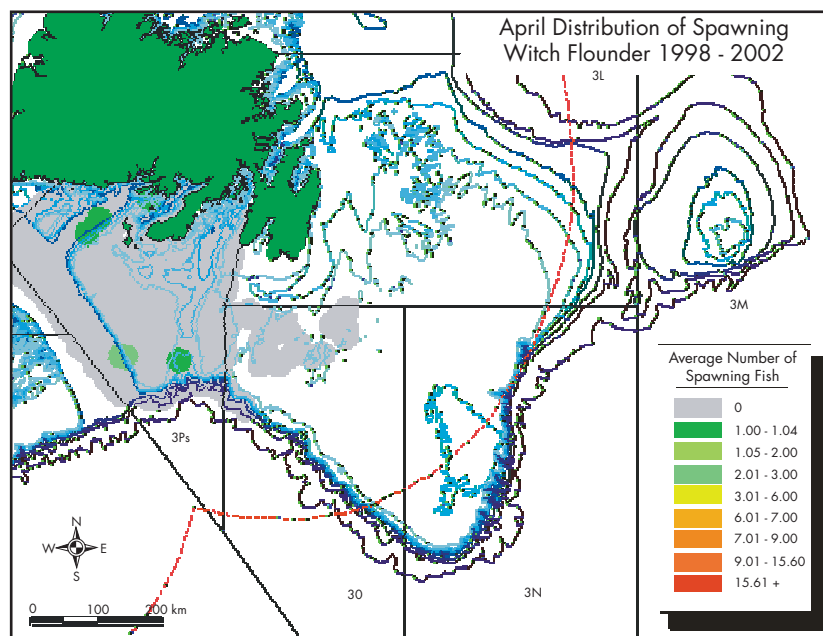 April Distribution of Spawning
Witch Flounder 1998 - 2002
3L
3M
Average Number of
Spawning Fish
0
1.00 - 1.04
1.05 - 2.00
2.01 - 3.00
3.01 - 6.00
6.01 - 7.00
7.01 - 9.00
9.01 - 15.60
15.61 +
3Ps
N
W E
S
0 100 200 km
30
3N